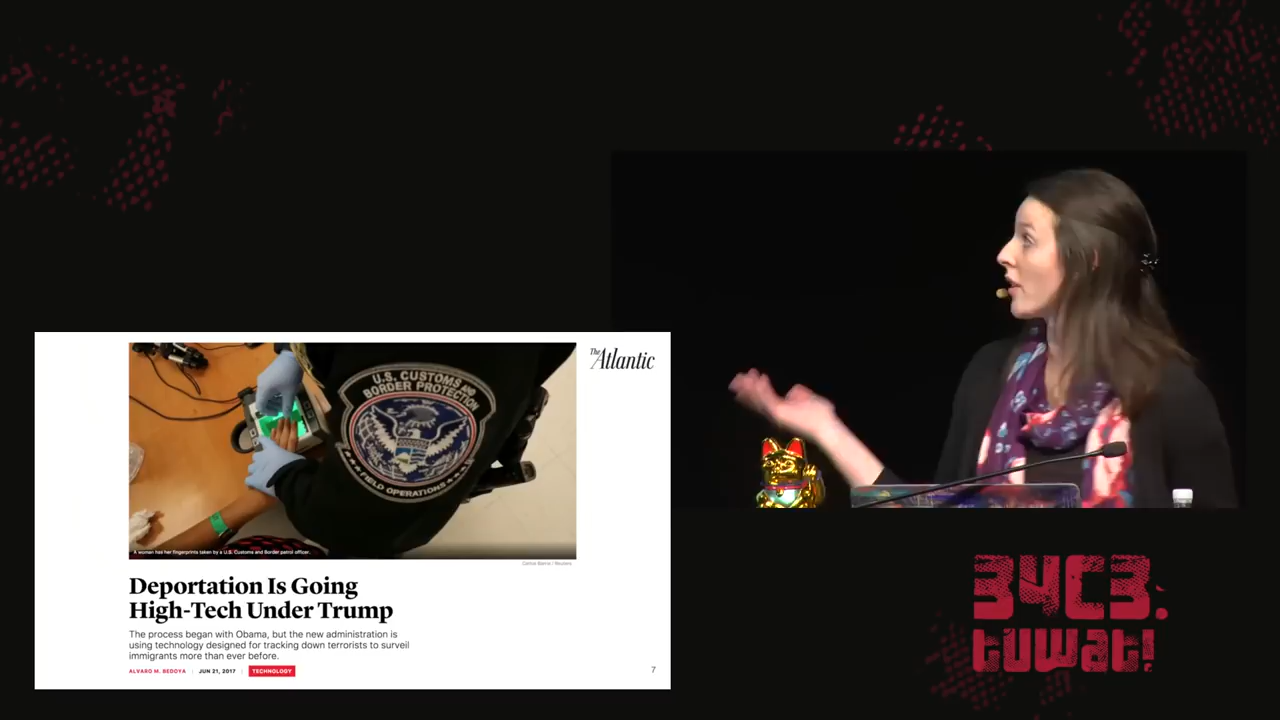 The Atlantic
U.S. CUSTOMS AND
BORDER PROTECTION
FIELD OPERATIONS
A woman has her fingerprints taken by a U.S. Customs and Border patrol officer.
Carlos Barria / Reuters
Deportation Is Going
High-Tech Under Trump
The process began with Obama, but the new administration is
using technology designed for tracking down terrorists to surveil
immigrants more than ever before.
ALVARO M. BEDOYA | JUN 21, 2017 | TECHNOLOGY
7
34C3.
tuwat!